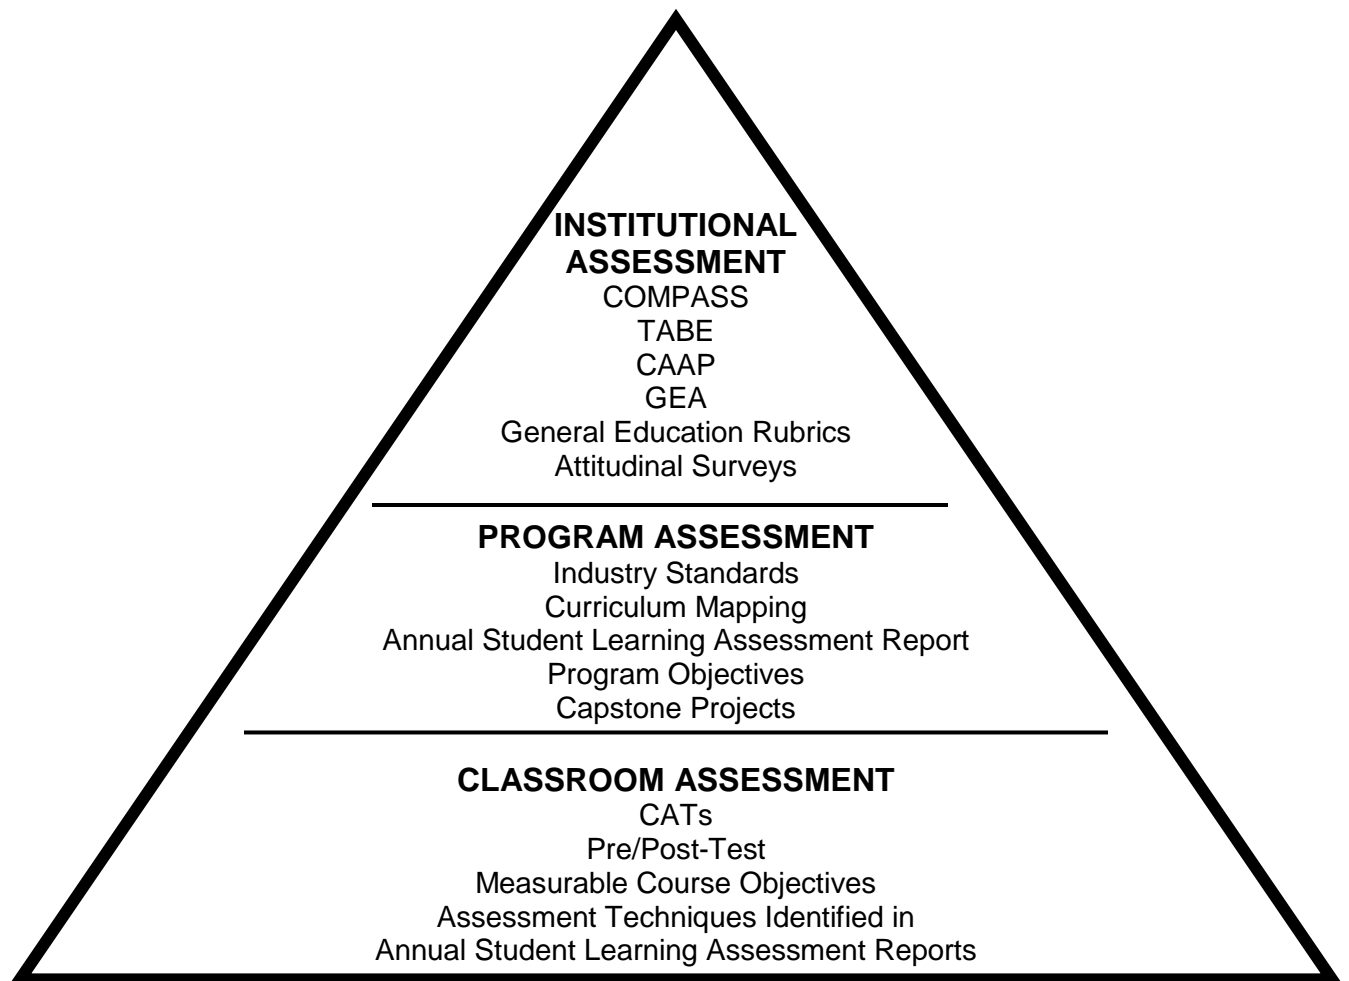 INSTITUTIONAL
ASSESSMENT
COMPASS
TABE
CAAP
GEA
General Education Rubrics
Attitudinal Surveys
PROGRAM ASSESSMENT
Industry Standards
Curriculum Mapping
Annual Student Learning Assessment Report
Program Objectives
Capstone Projects
CLASSROOM ASSESSMENT
CATs
Pre/Post-Test
Measurable Course Objectives
Assessment Techniques Identified in
Annual Student Learning Assessment Reports